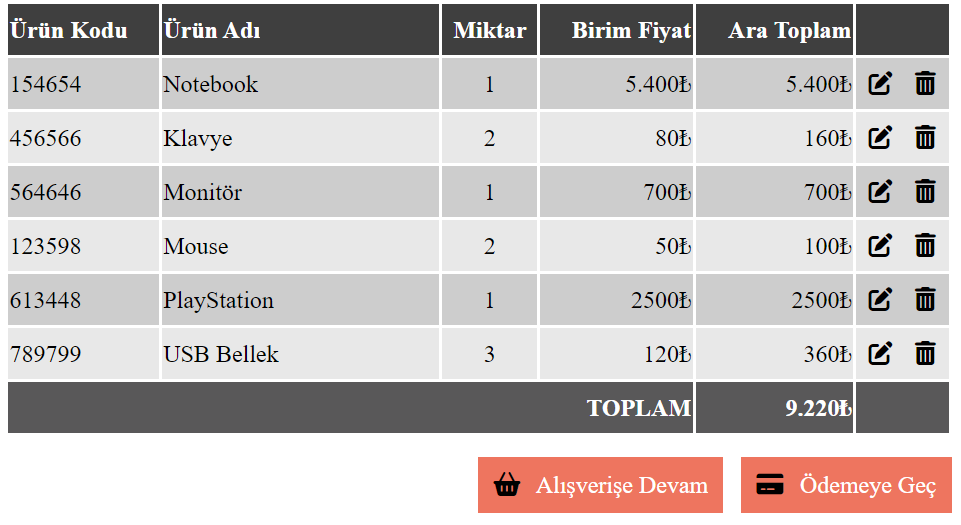 Ürün Kodu Ürün Adı Miktar Birim Fiyat Ara Toplam
154654 Notebook 1 5.400₺ 5.400₺
456566 Klavye 2 80₺ 160₺
564646 Monitör 1 700₺ 700₺
123598 Mouse 2 50₺ 100₺
613448 PlayStation 1 2500₺ 2500₺
789799 USB Bellek 3 120₺ 360₺
TOPLAM 9.220₺
Alışverişe Devam Ödemeye Geç